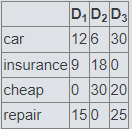 D1 D2 D3
car 12 6 30
insurance 9 18 0
cheap 0 30 20
repair 15 0 25